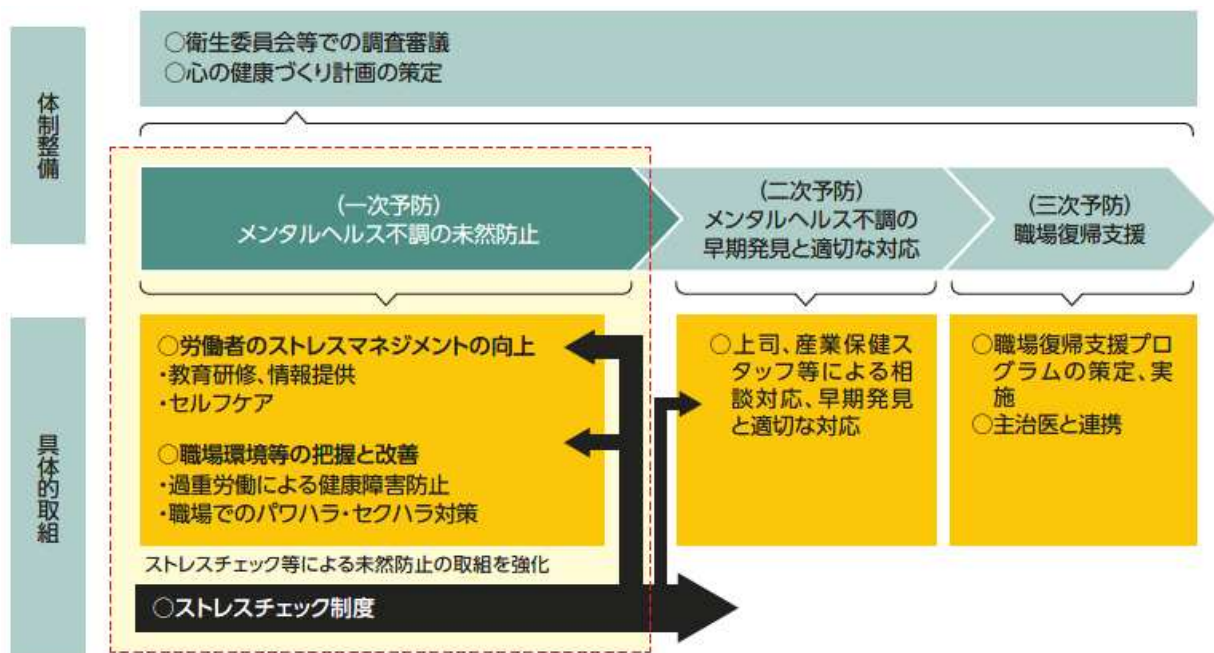 体制整備
○衛生委員会等での調査審議
○心の健康づくり計画の策定
(一次予防)
メンタルヘルス不調の未然防止
(二次予防)
メンタルヘルス不調の
早期発見と適切な対応
(三次予防)
職場復帰支援
具体的取組
○労働者のストレスマネジメントの向上
・教育研修、情報提供
・セルフケア
○職場環境等の把握と改善
・過重労働による健康障害防止
・職場でのパワハラ・セクハラ対策
○上司、産業保健ス
タッフ等による相
談対応、早期発見
と適切な対応
○職場復帰支援プロ
グラムの策定、実
施
○主治医と連携
ストレスチェック等による未然防止の取組を強化
○ストレスチェック制度